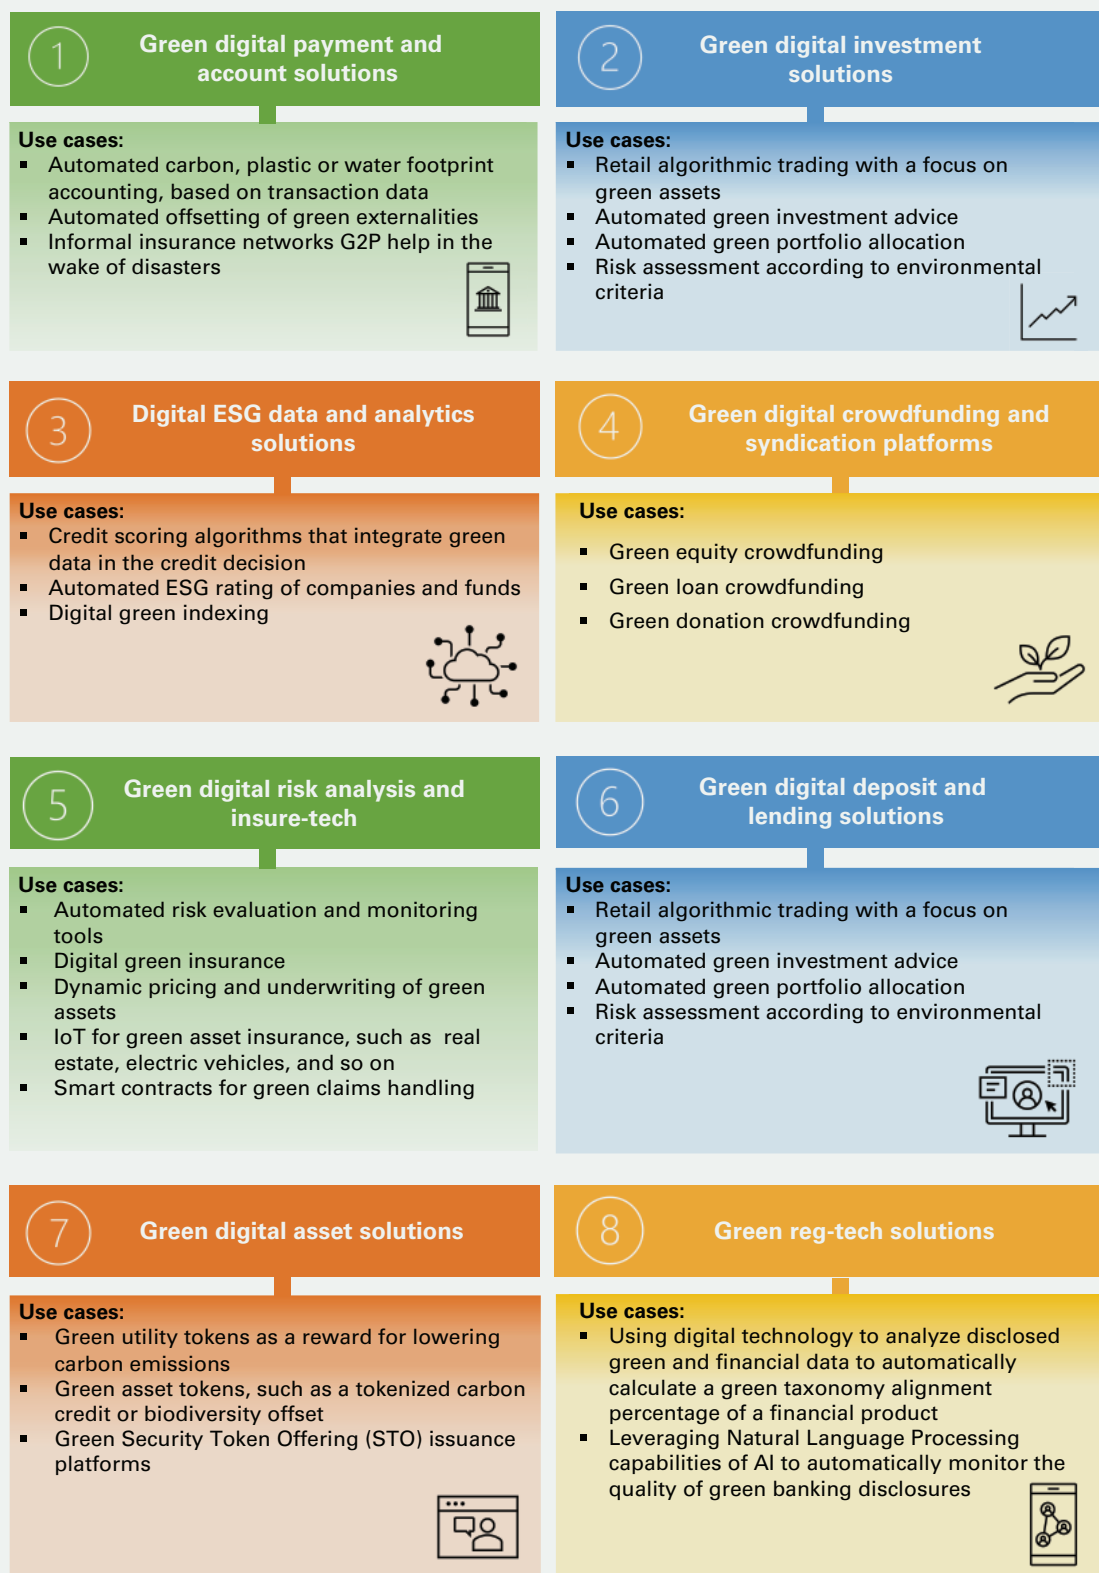 1
Green digital payment and
account solutions
Use cases:
▪ Automated carbon, plastic or water footprint
accounting, based on transaction data
▪ Automated offsetting of green externalities
▪ Informal insurance networks G2P help in the
wake of disasters
2
Green digital investment
solutions
Use cases:
▪ Retail algorithmic trading with a focus on
green assets
▪ Automated green investment advice
▪ Automated green portfolio allocation
▪ Risk assessment according to environmental
criteria
3
Digital ESG data and analytics
solutions
Use cases:
▪ Credit scoring algorithms that integrate green
data in the credit decision
▪ Automated ESG rating of companies and funds
▪ Digital green indexing
4
Green digital crowdfunding and
syndication platforms
Use cases:
▪ Green equity crowdfunding
▪ Green loan crowdfunding
▪ Green donation crowdfunding
5
Green digital risk analysis and
insure-tech
Use cases:
▪ Automated risk evaluation and monitoring
tools
▪ Digital green insurance
▪ Dynamic pricing and underwriting of green
assets
▪ IoT for green asset insurance, such as real
estate, electric vehicles, and so on
▪ Smart contracts for green claims handling
6
Green digital deposit and
lending solutions
Use cases:
▪ Retail algorithmic trading with a focus on
green assets
▪ Automated green investment advice
▪ Automated green portfolio allocation
▪ Risk assessment according to environmental
criteria
7
Green digital asset solutions
Use cases:
▪ Green utility tokens as a reward for lowering
carbon emissions
▪ Green asset tokens, such as a tokenized carbon
credit or biodiversity offset
▪ Green Security Token Offering (STO) issuance
platforms
8
Green reg-tech solutions
Use cases:
▪ Using digital technology to analyze disclosed
green and financial data to automatically
calculate a green taxonomy alignment
percentage of a financial product
▪ Leveraging Natural Language Processing
capabilities of AI to automatically monitor the
quality of green banking disclosures